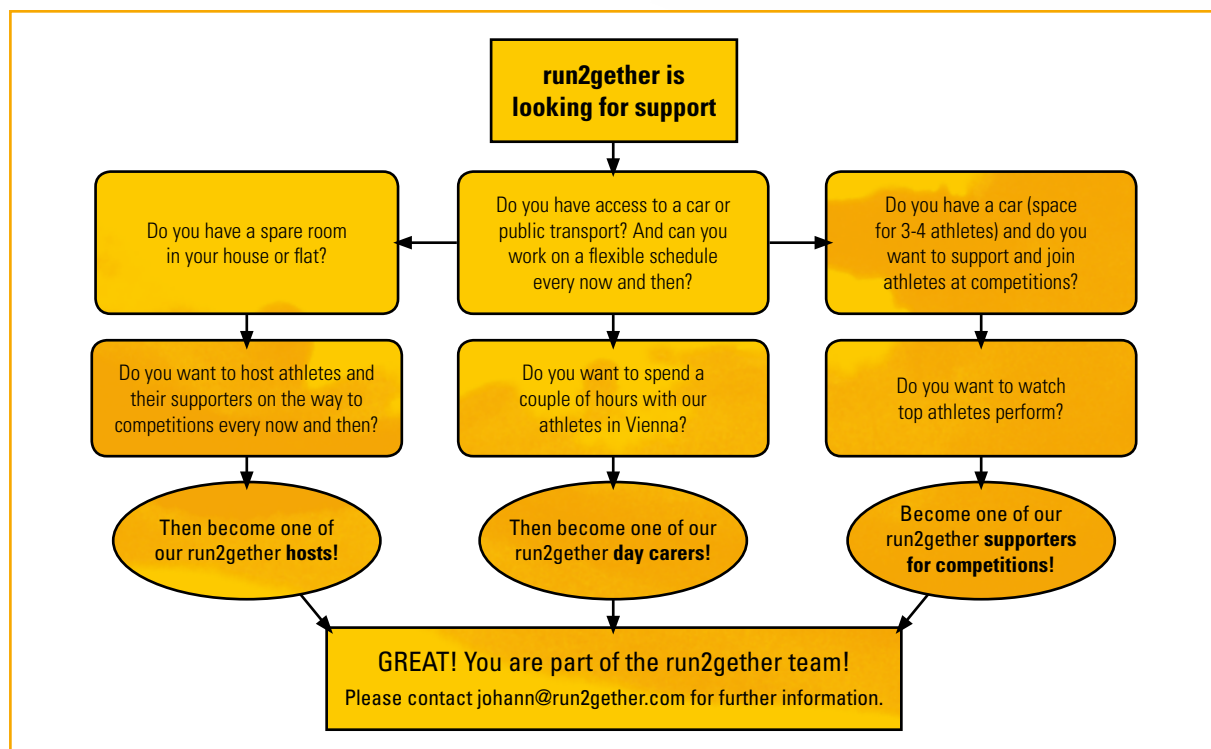 run2gether is
looking for support
Do you have a spare room
in your house or flat?
Do you have access to a car or
public transport? And can you
work on a flexible schedule
every now and then?
Do you have a car (space
for 3-4 athletes) and do you
want to support and join
athletes at competitions?
Do you want to host athletes and
their supporters on the way to
competitions every now and then?
Do you want to spend a
couple of hours with our
athletes in Vienna?
Do you want to watch
top athletes perform?
Then become one of
our run2gether hosts!
Then become one of our
run2gether day carers!
Become one of our
run2gether supporters
for competitions!
GREAT! You are part of the run2gether team!
Please contact johann@run2gether.com for further information.